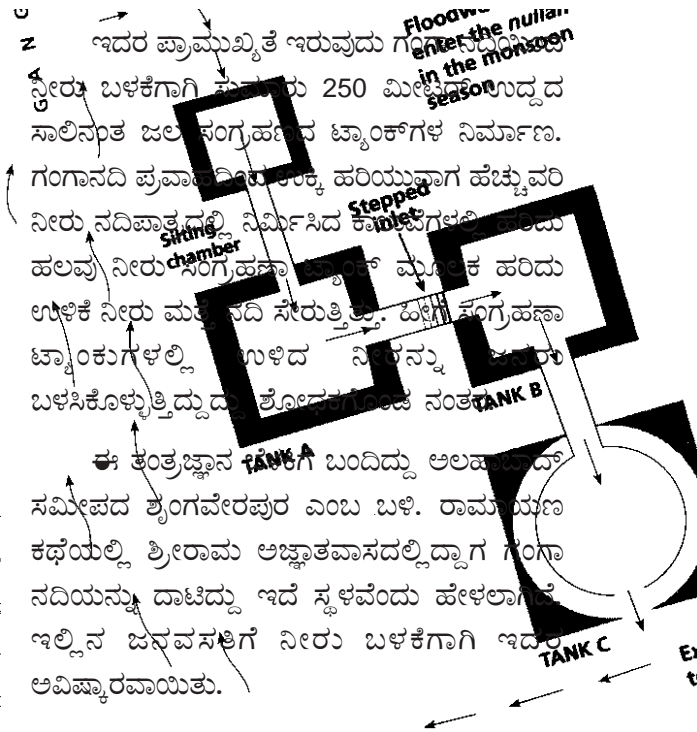 ಇದರ ಪ್ರಾಮುಖ್ಯತೆ ಇರುವುದು ಗಂಗಾ ನದಿಯಿಂದ
ನೀರು ಬಳಕೆಗಾಗಿ ಸುಮಾರು 250 ಮೀಟರ್ ಉದ್ದದ
ಸಾಲಿನಂತ ಜಲ ಸಂಗ್ರಹಣದ ಟ್ಯಾಂಕ್‌ಗಳ ನಿರ್ಮಾಣ.
ಗಂಗಾನದಿ ಪ್ರವಾಹದಿಂದ ಉಕ್ಕಿ ಹರಿಯುವಾಗ ಹೆಚ್ಚುವರಿ
ನೀರು ನದಿಪಾತ್ರದಲ್ಲಿ ನಿರ್ಮಿಸಿದ ಕಾಲುವೆಗಳಲ್ಲಿ ಹರಿದು
ಹಲವು ನೀರು ಸಂಗ್ರಹಣಾ ಟ್ಯಾಂಕ್ ಮೂಲಕ ಹರಿದು
ಉಳಿಕೆ ನೀರು ಮತ್ತೆ ನದಿ ಸೇರುತ್ತಿತ್ತು. ಹೀಗೆ ಸಂಗ್ರಹಣಾ
ಟ್ಯಾಂಕುಗಳಲ್ಲಿ ಉಳಿದ ನೀರನ್ನು ಜನರು
ಬಳಸಿಕೊಳ್ಳುತ್ತಿದ್ದುದ್ದು ಶೋಧಕಗೊಂಡ ನಂತರ.
ಈ ತಂತ್ರಜ್ಞಾನ ಬೆಳಕಿಗೆ ಬಂದಿದ್ದು ಅಲಹಾಬಾದ್
ಸಮೀಪದ ಶೃಂಗವೇರಪುರ ಎಂಬ ಬಳಿ. ರಾಮಾಯಣ
ಕಥೆಯಲ್ಲಿ ಶ್ರೀರಾಮ ಅಜ್ಞಾತವಾಸದಲ್ಲಿದ್ದಾಗ ಗಂಗಾ
ನದಿಯನ್ನು ದಾಟಿದ್ದು ಇದೆ ಸ್ಥಳವೆಂದು ಹೇಳಲಾಗಿದೆ.
ಇಲ್ಲಿನ ಜನವಸತಿಗೆ ನೀರು ಬಳಕೆಗಾಗಿ ಇದರ
ಅವಿಷ್ಕಾರವಾಯಿತು.
enter the nullah
in the monsoon
season
Silting
chamber
Stepped
inlet
TANK A
TANK B
TANK C